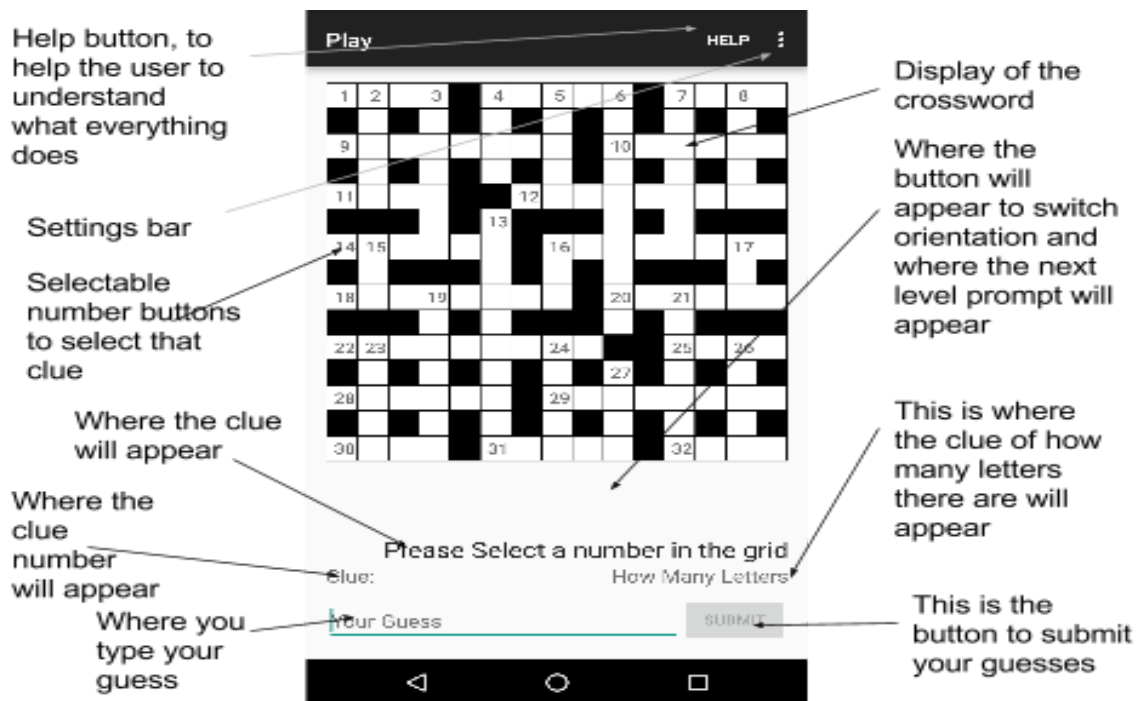 Help button, to
help the user to
understand
what everything
does
Settings bar
Selectable
number buttons
to select that
clue
Where the clue
will appear
Where the
clue
number
will appear
Where you
type your
guess
Play
HELP
1 2 3 4 5 6 7 8
9 10
11 12
13
14 15 16 17
18 19 20 21
22 23 24 25 26
27
28 29
30 31 32
Please Select a number in the grid
Clue:
How Many Letters
Your Guess
SUBMIT
Display of the
crossword
Where the
button will
appear to switch
orientation and
where the next
level prompt will
appear
This is where
the clue of how
many letters
there are will
appear
This is the
button to submit
your guesses